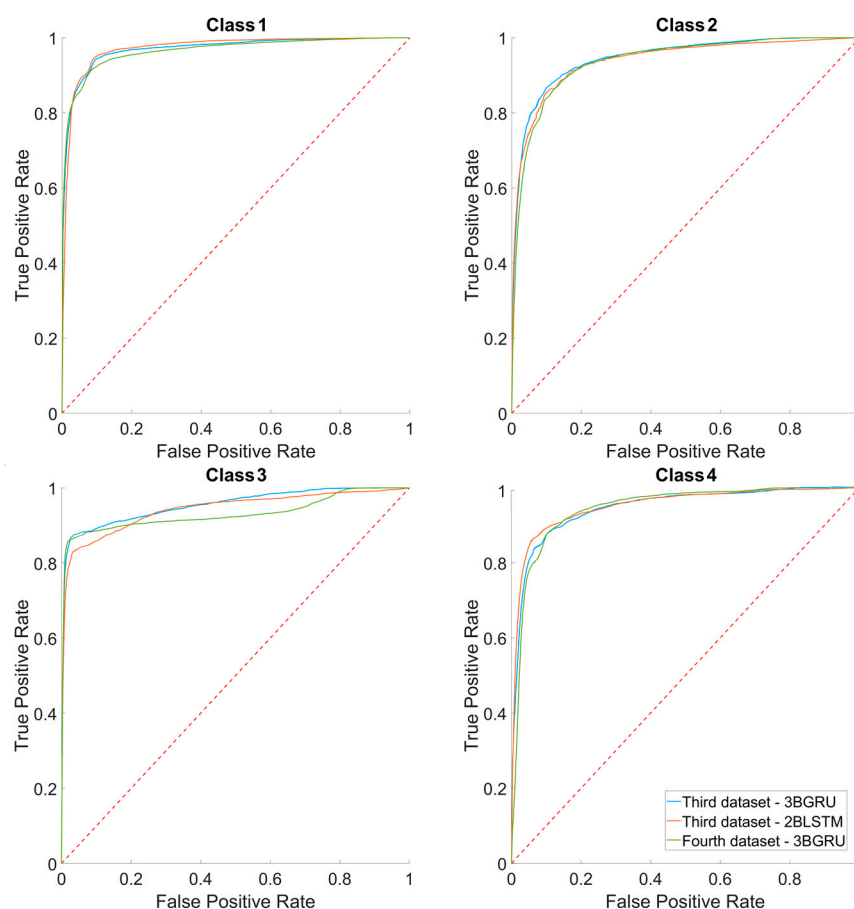 Class 1
1
0.8
0.6
0.4
0.2
0
True Positive Rate
0 0.2 0.4 0.6 0.8 1
False Positive Rate
Class 2
1
0.8
0.6
0.4
0.2
0
True Positive Rate
0 0.2 0.4 0.6 0.8
False Positive Rate
Class 3
1
0.8
0.6
0.4
0.2
0
True Positive Rate
0 0.2 0.4 0.6 0.8 1
False Positive Rate
Class 4
1
0.8
0.6
0.4
0.2
0
True Positive Rate
Third dataset - 3BGRU
Third dataset - 2BLSTM
Fourth dataset - 3BGRU
0 0.2 0.4 0.6 0.8
False Positive Rate